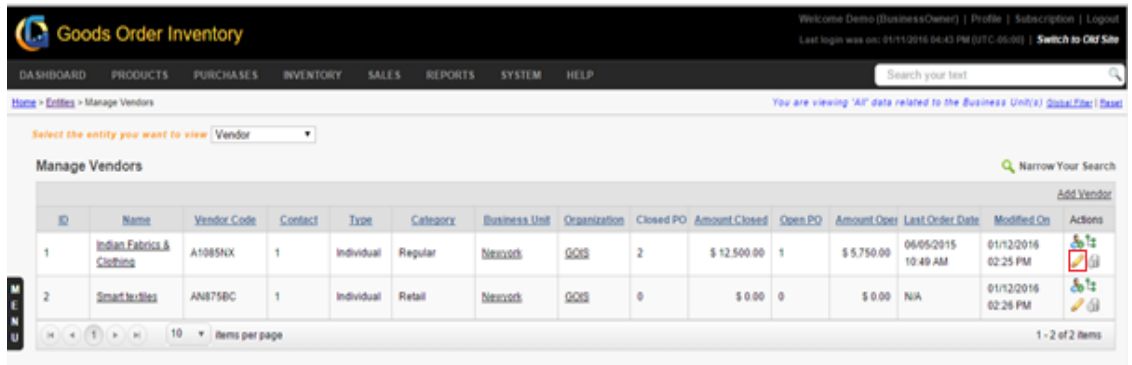 Welcome Demo (BusinessOwner) | Profile | Subscription | Logout
Goods Order Inventory
Last login was on: 01/11/2016 04:43 PM (UTC-05:00) | Switch to Old Site
DASHBOARD PRODUCTS PURCHASES INVENTORY SALES REPORTS SYSTEM HELP Search your text
Home > Entities > Manage Vendors You are viewing 'All' data related to the Business Unit(s) Global Filter | Reset
Select the entity you want to view Vendor
Manage Vendors Narrow Your Search
Add Vendor
ID Name Vendor Code Contact Type Category Business Unit Organization Closed PO Amount Closed Open PO Amount Open Last Order Date Modified On Actions
1 Indian Fabrics & Clothing A1085NX 1 Individual Regular Newyork GOIS 2 $ 12,500.00 1 $ 5,750.00 06/05/2015 10:49 AM 01/12/2016 02:25 PM
2 Smart textiles AN875BC 1 Individual Retail Newyork GOIS 0 $ 0.00 0 $ 0.00 N/A 01/12/2016 02:26 PM
MENU
1 10 items per page 1 - 2 of 2 items